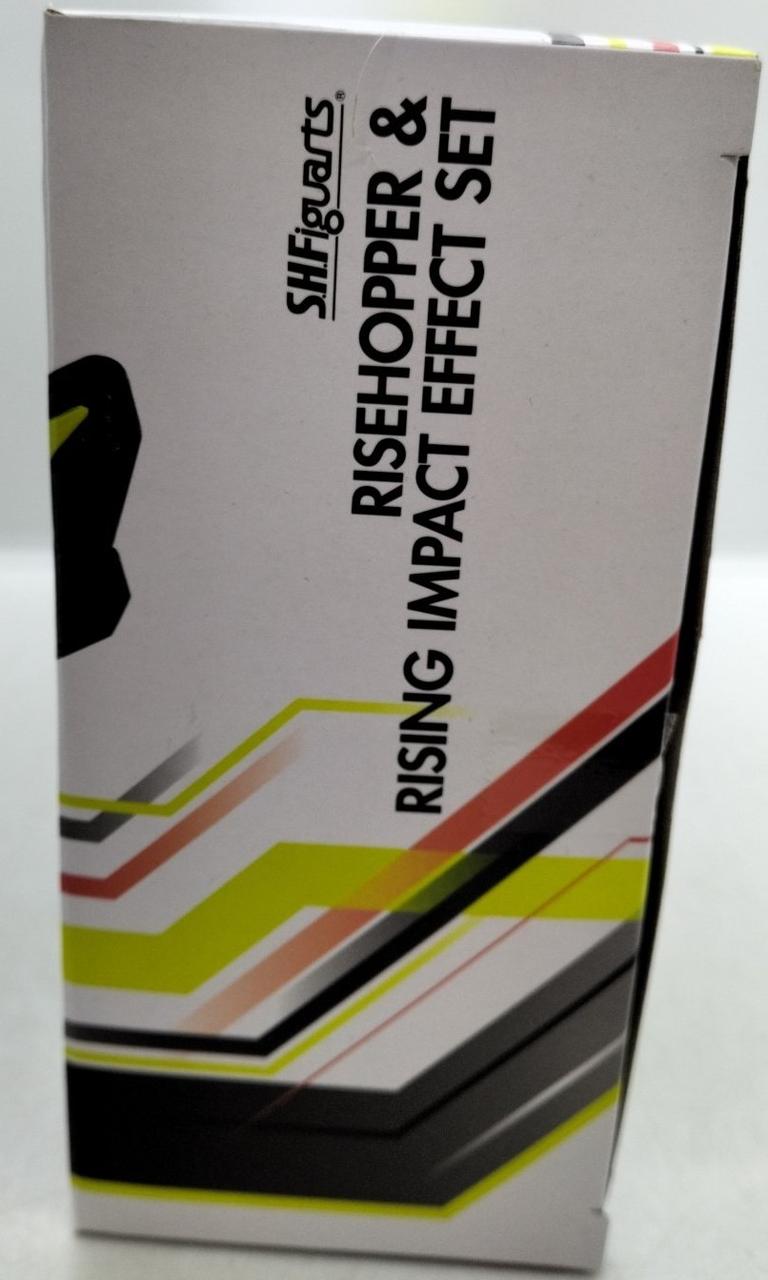 S.H.Figuarts®
RISEHOPPER &
RISING IMPACT EFFECT SET